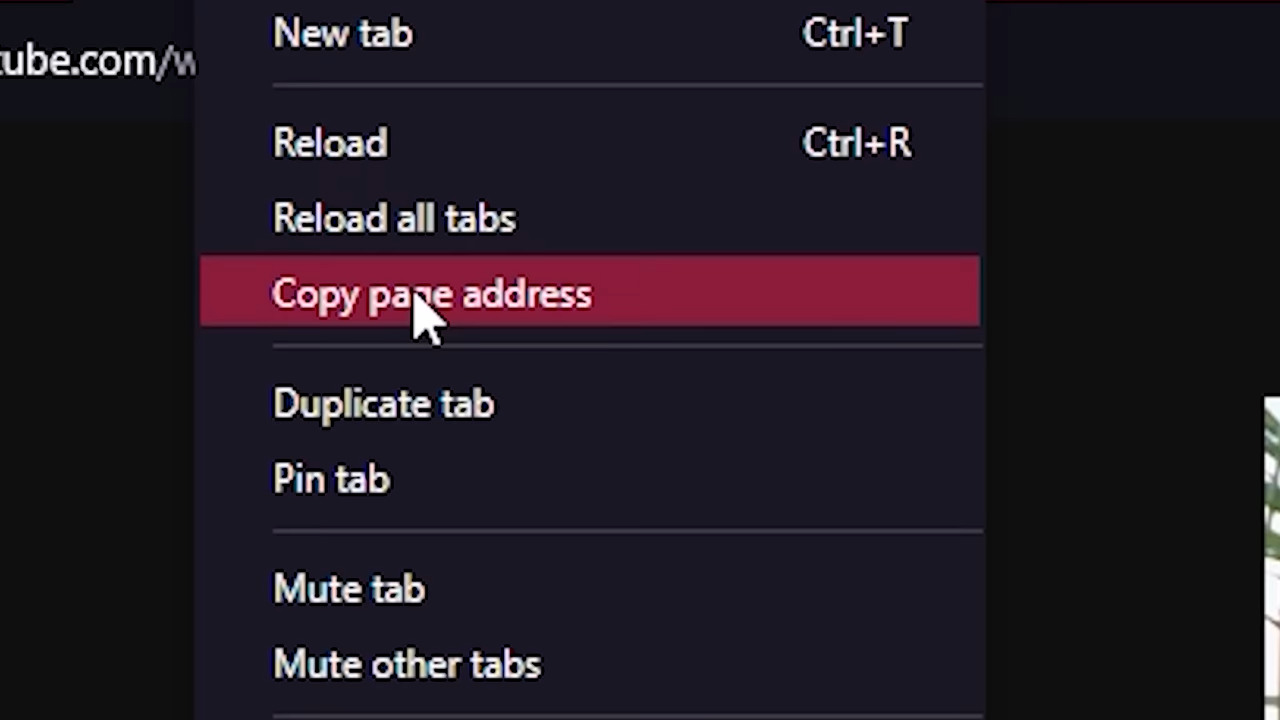 New tab Ctrl+T
tube.com/w
Reload Ctrl+R
Reload all tabs
Copy page address
Duplicate tab
Pin tab
Mute tab
Mute other tabs